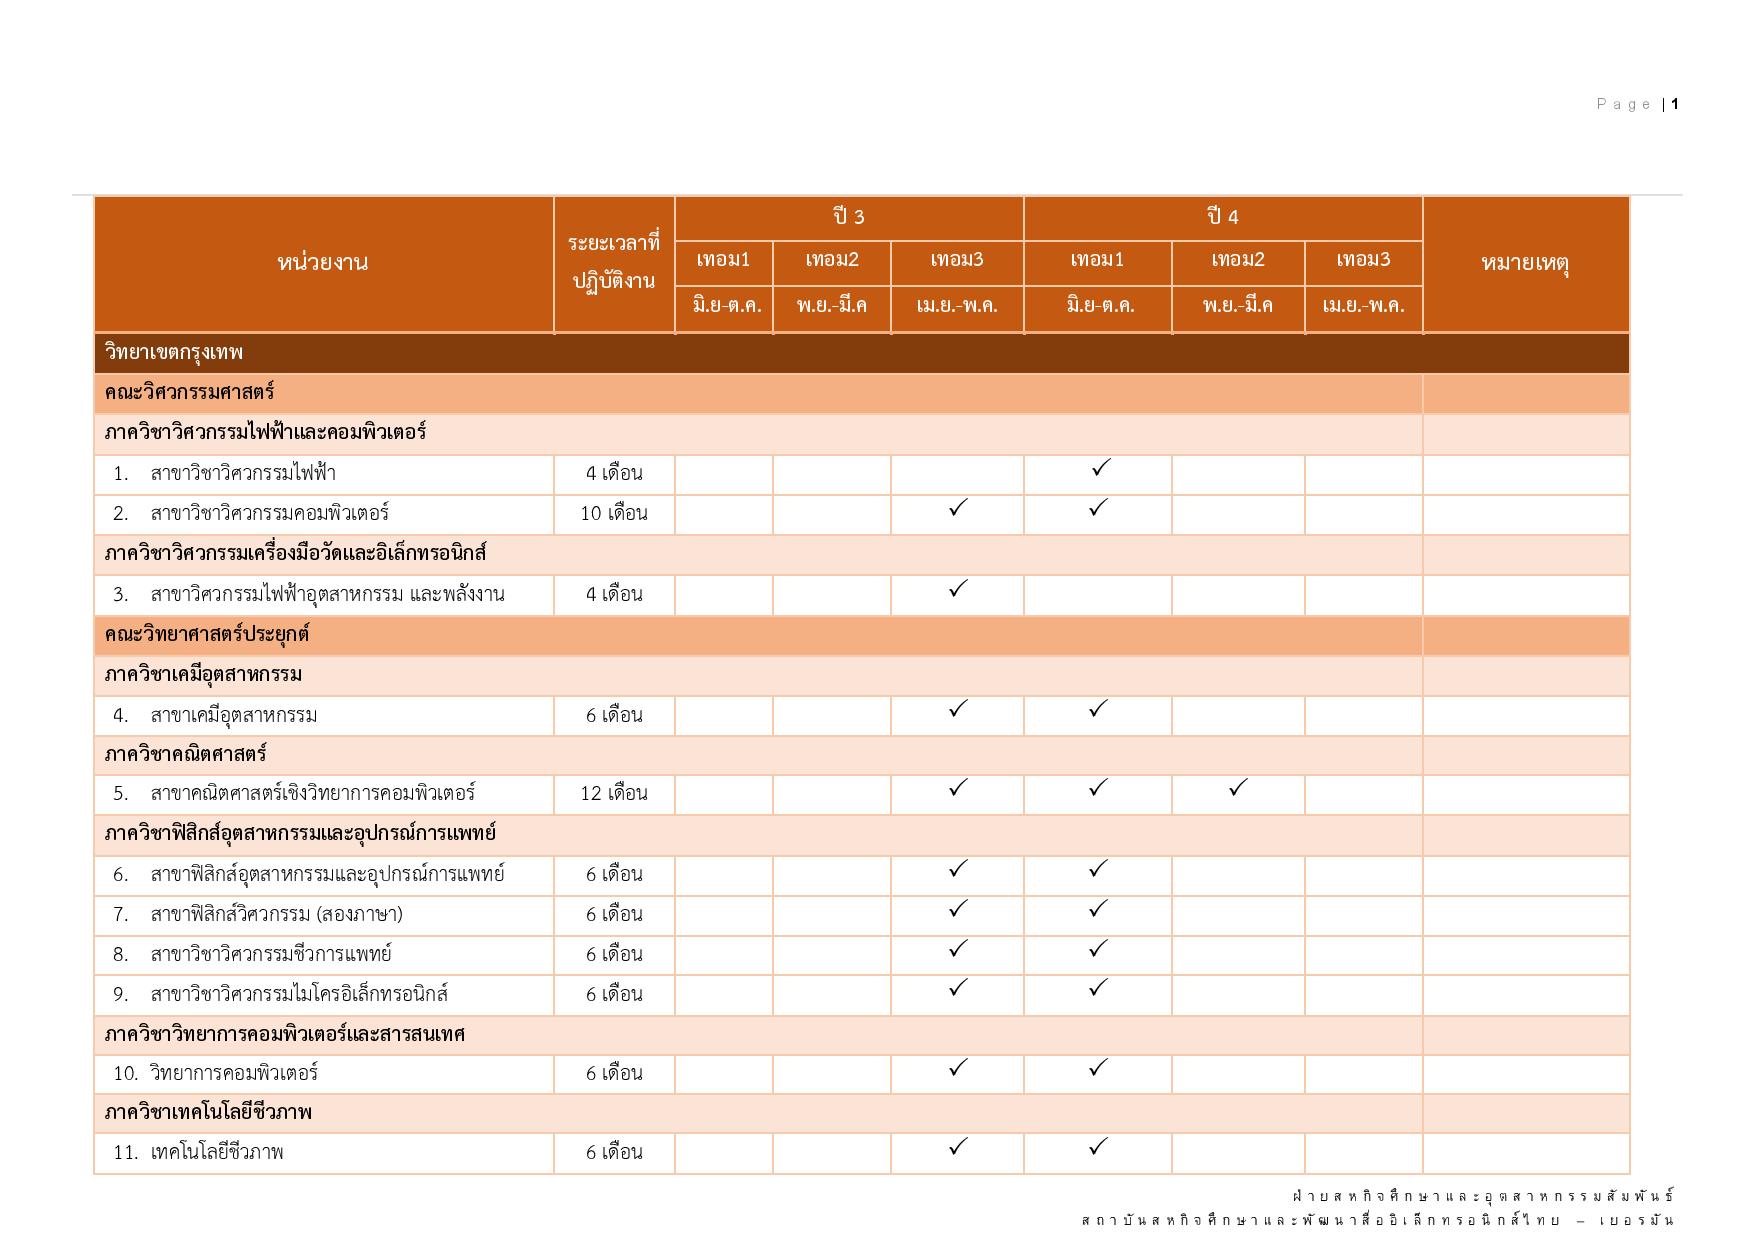 Page | 1
หน่วยงาน ระยะเวลาที่ปฏิบัติงาน ปี 3 ปี 4 หมายเหตุ
เทอม1 เทอม2 เทอม3 เทอม1 เทอม2 เทอม3
มิ.ย-ต.ค. พ.ย.-มี.ค เม.ย.-พ.ค. มิ.ย-ต.ค. พ.ย.-มี.ค เม.ย.-พ.ค.
วิทยาเขตกรุงเทพ
คณะวิศวกรรมศาสตร์
ภาควิชาวิศวกรรมไฟฟ้าและคอมพิวเตอร์
1. สาขาวิชาวิศวกรรมไฟฟ้า 4 เดือน ✓
2. สาขาวิชาวิศวกรรมคอมพิวเตอร์ 10 เดือน ✓ ✓
ภาควิชาวิศวกรรมเครื่องมือวัดและอิเล็กทรอนิกส์
3. สาขาวิศวกรรมไฟฟ้าอุตสาหกรรม และพลังงาน 4 เดือน ✓
คณะวิทยาศาสตร์ประยุกต์
ภาควิชาเคมีอุตสาหกรรม
4. สาขาเคมีอุตสาหกรรม 6 เดือน ✓ ✓
ภาควิชาคณิตศาสตร์
5. สาขาคณิตศาสตร์เชิงวิทยาการคอมพิวเตอร์ 12 เดือน ✓ ✓ ✓
ภาควิชาฟิสิกส์อุตสาหกรรมและอุปกรณ์การแพทย์
6. สาขาฟิสิกส์อุตสาหกรรมและอุปกรณ์การแพทย์ 6 เดือน ✓ ✓
7. สาขาฟิสิกส์วิศวกรรม (สองภาษา) 6 เดือน ✓ ✓
8. สาขาวิชาวิศวกรรมชีวการแพทย์ 6 เดือน ✓ ✓
9. สาขาวิชาวิศวกรรมไมโครอิเล็กทรอนิกส์ 6 เดือน ✓ ✓
ภาควิชาวิทยาการคอมพิวเตอร์และสารสนเทศ
10. วิทยาการคอมพิวเตอร์ 6 เดือน ✓ ✓
ภาควิชาเทคโนโลยีชีวภาพ
11. เทคโนโลยีชีวภาพ 6 เดือน ✓ ✓
ฝ่ายสหกิจศึกษาและอุตสาหกรรมสัมพันธ์
สถาบันสหกิจศึกษาและพัฒนาสื่ออิเล็กทรอนิกส์ไทย – เยอรมัน